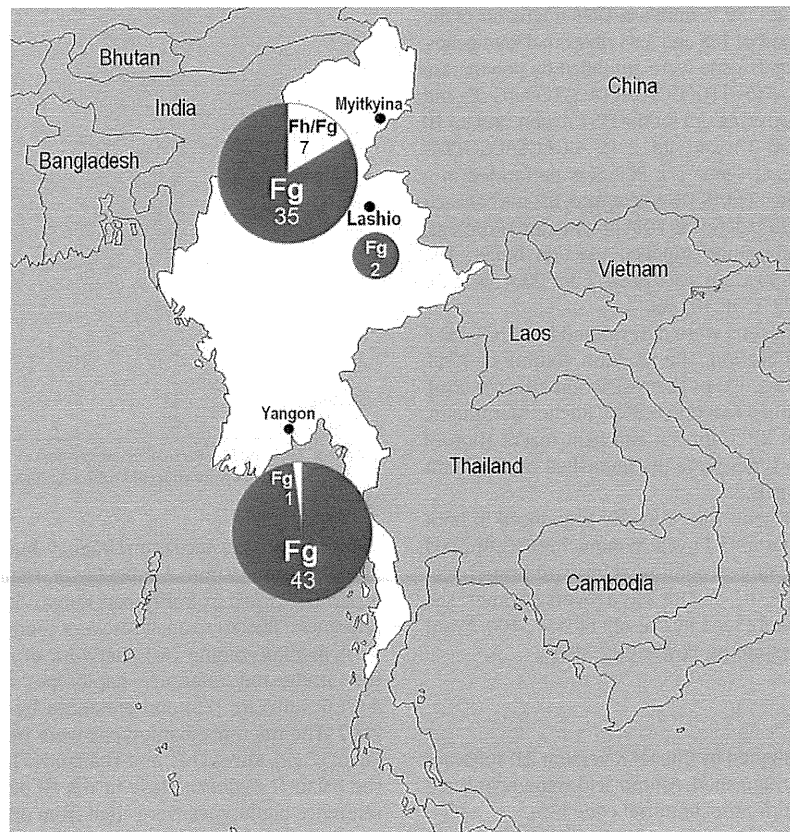 Bhutan
China
India
Myitkyina
Fh/Fg
7
Bangladesh
Fg
35
Lashio
Fg
2
Vietnam
Laos
Yangon
Thailand
Fg
1
Fg
43
Cambodia